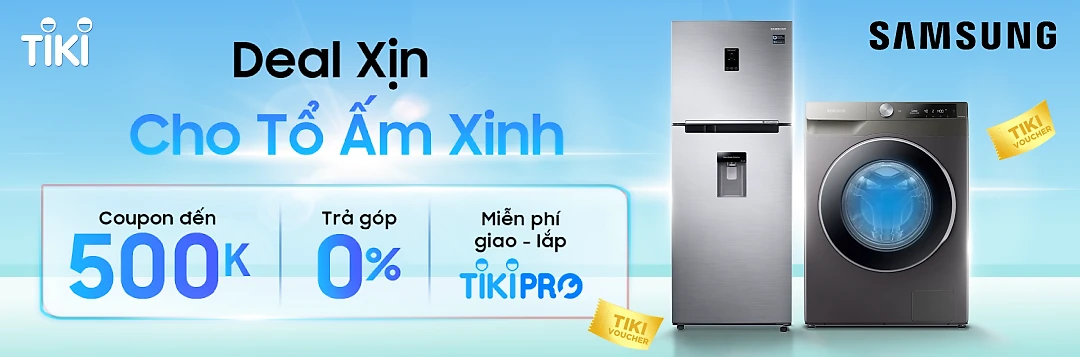 TIKI
SAMSUNG
Deal Xịn
Cho Tổ Ấm Xinh
Coupon đến
500K
Trả góp
0%
Miễn phí
giao - lắp
TIKIPRO
TIKI
VOUCHER
TIKI
VOUCHER